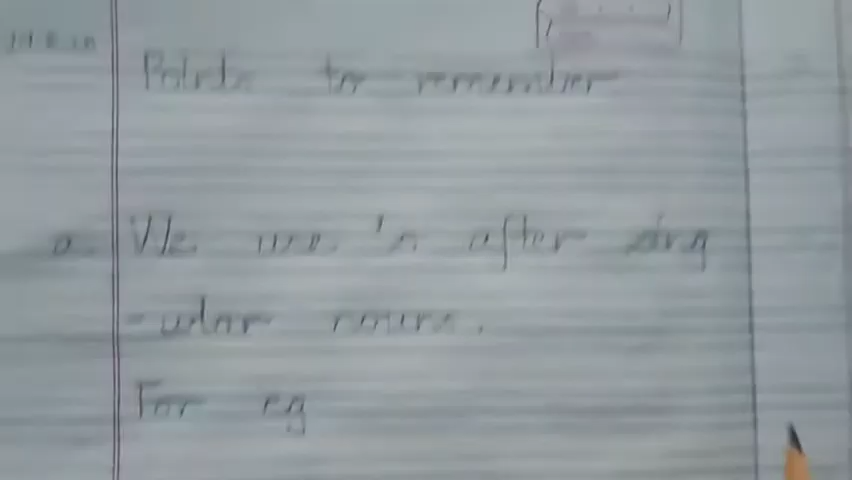 Points to remember
a. We use 's after sing
-ular nouns.
For eg